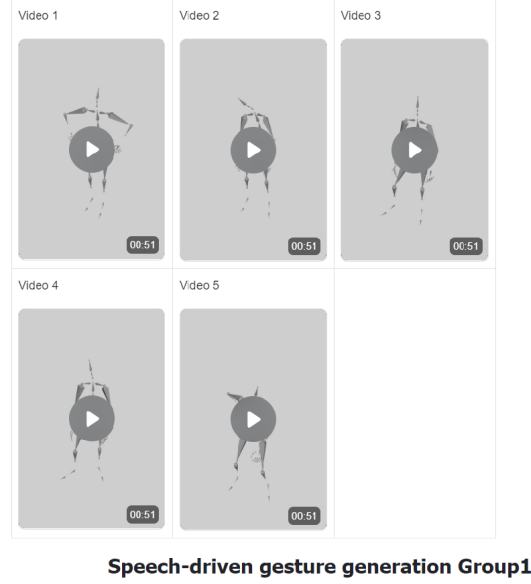 Video 1
Video 2
Video 3
00:51
00:51
00:51
Video 4
Video 5
00:51
00:51
Speech-driven gesture generation Group1